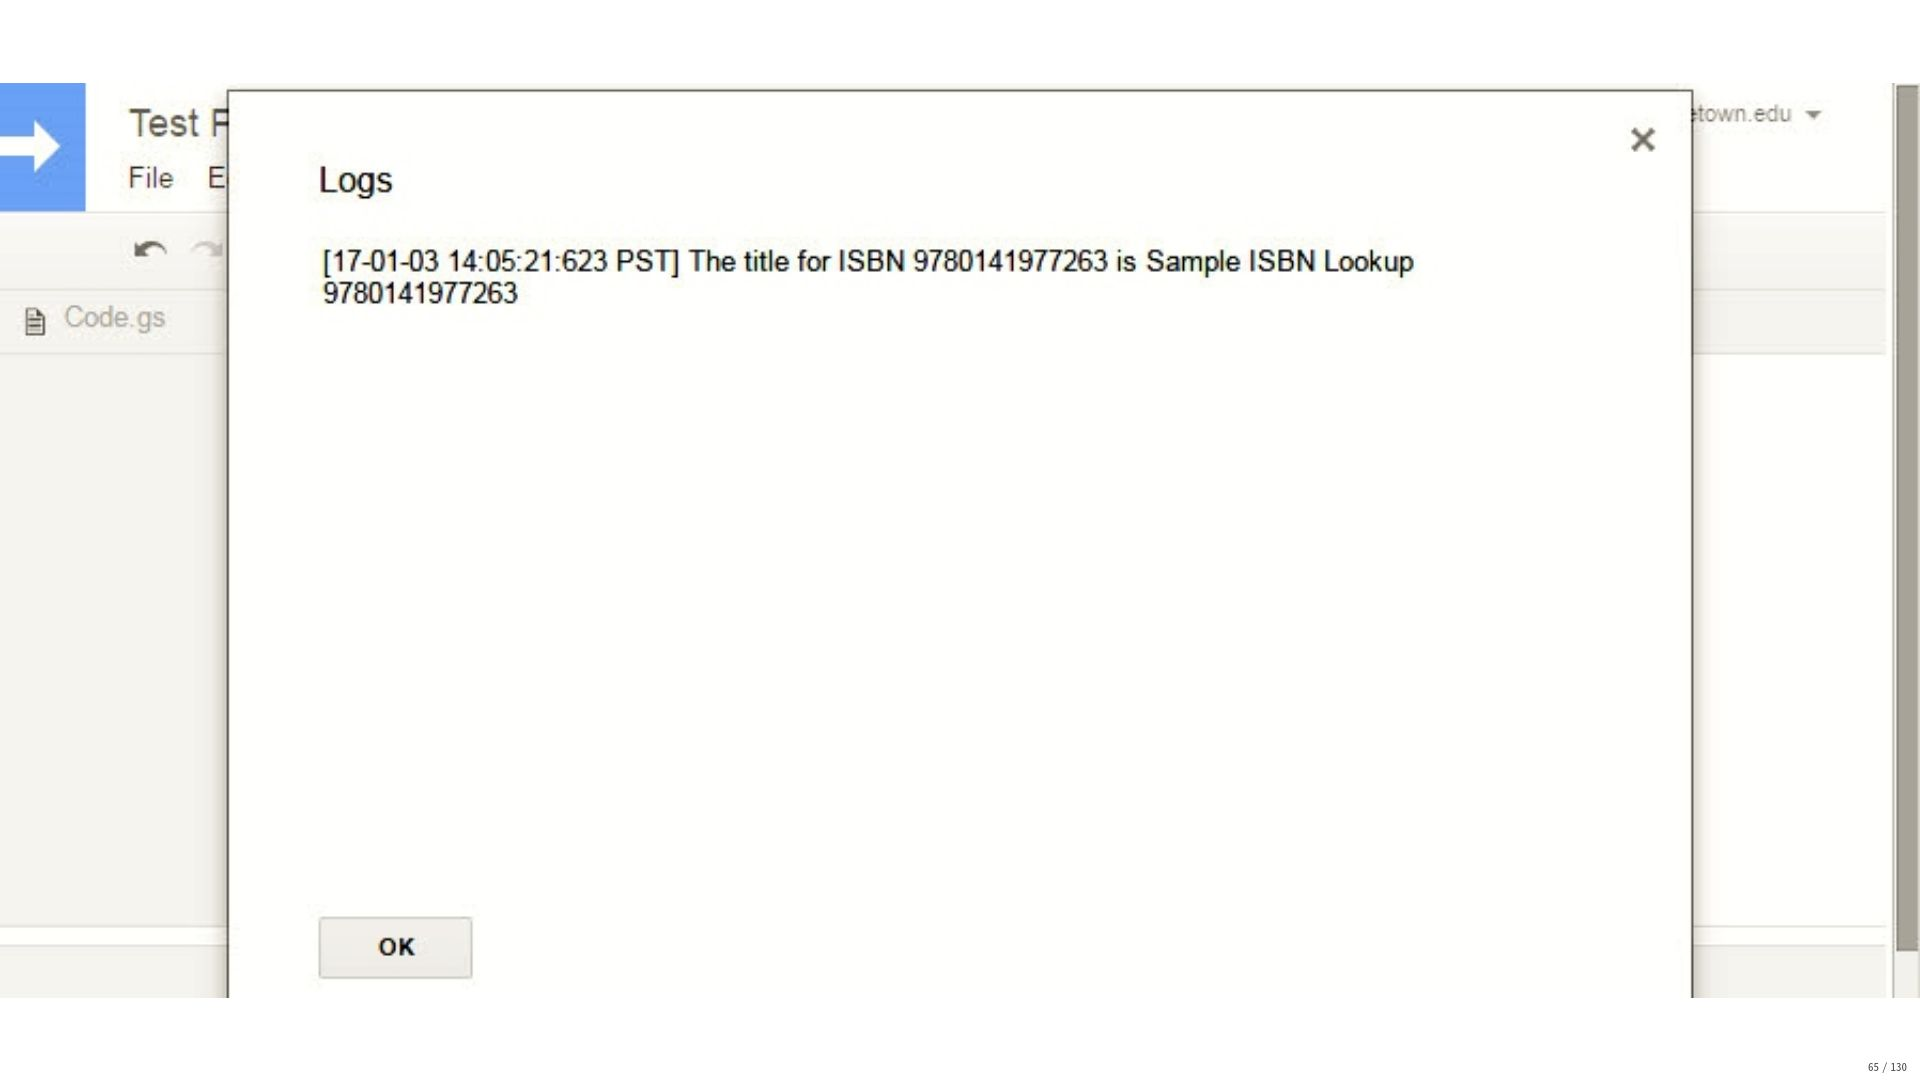 Test F
etown.edu
File E
Logs
[17-01-03 14:05:21:623 PST] The title for ISBN 9780141977263 is Sample ISBN Lookup
9780141977263
Code.gs
OK
65 / 130